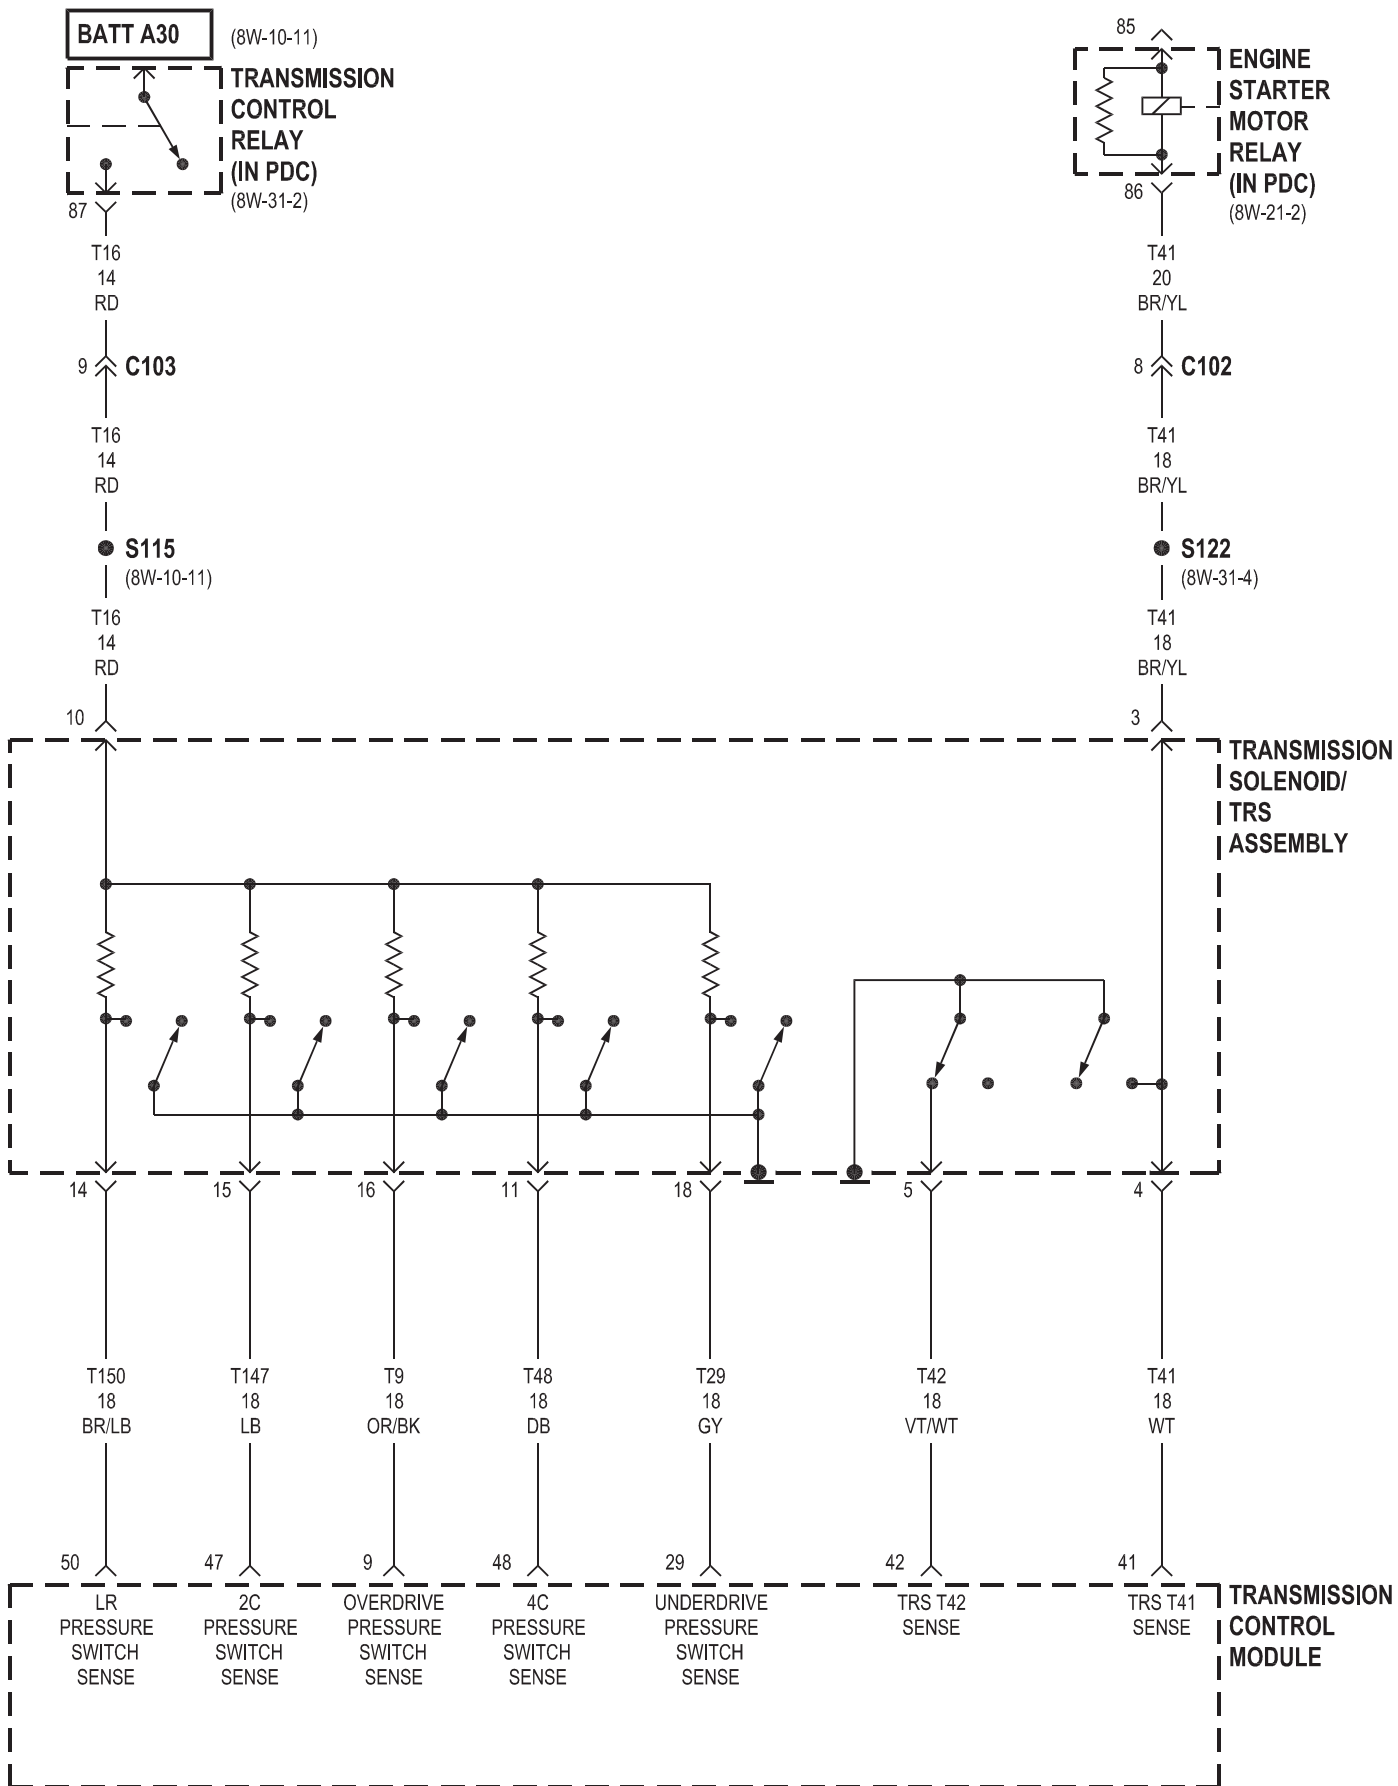 BATT A30
(8W-10-11)
TRANSMISSION
CONTROL
RELAY
(IN PDC)
(8W-31-2)
87
T16
14
RD
9
C103
T16
14
RD
S115
(8W-10-11)
T16
14
RD
10
85
ENGINE
STARTER
MOTOR
RELAY
(IN PDC)
(8W-21-2)
86
T41
20
BR/YL
8
C102
T41
18
BR/YL
S122
(8W-31-4)
T41
18
BR/YL
3
TRANSMISSION
SOLENOID/
TRS
ASSEMBLY
14
15
16
11
18
5
4
T150
18
BR/LB
T147
18
LB
T9
18
OR/BK
T48
18
DB
T29
18
GY
T42
18
VT/WT
T41
18
WT
50
47
9
48
29
42
41
LR
PRESSURE
SWITCH
SENSE
2C
PRESSURE
SWITCH
SENSE
OVERDRIVE
PRESSURE
SWITCH
SENSE
4C
PRESSURE
SWITCH
SENSE
UNDERDRIVE
PRESSURE
SWITCH
SENSE
TRS T42
SENSE
TRS T41
SENSE
TRANSMISSION
CONTROL
MODULE